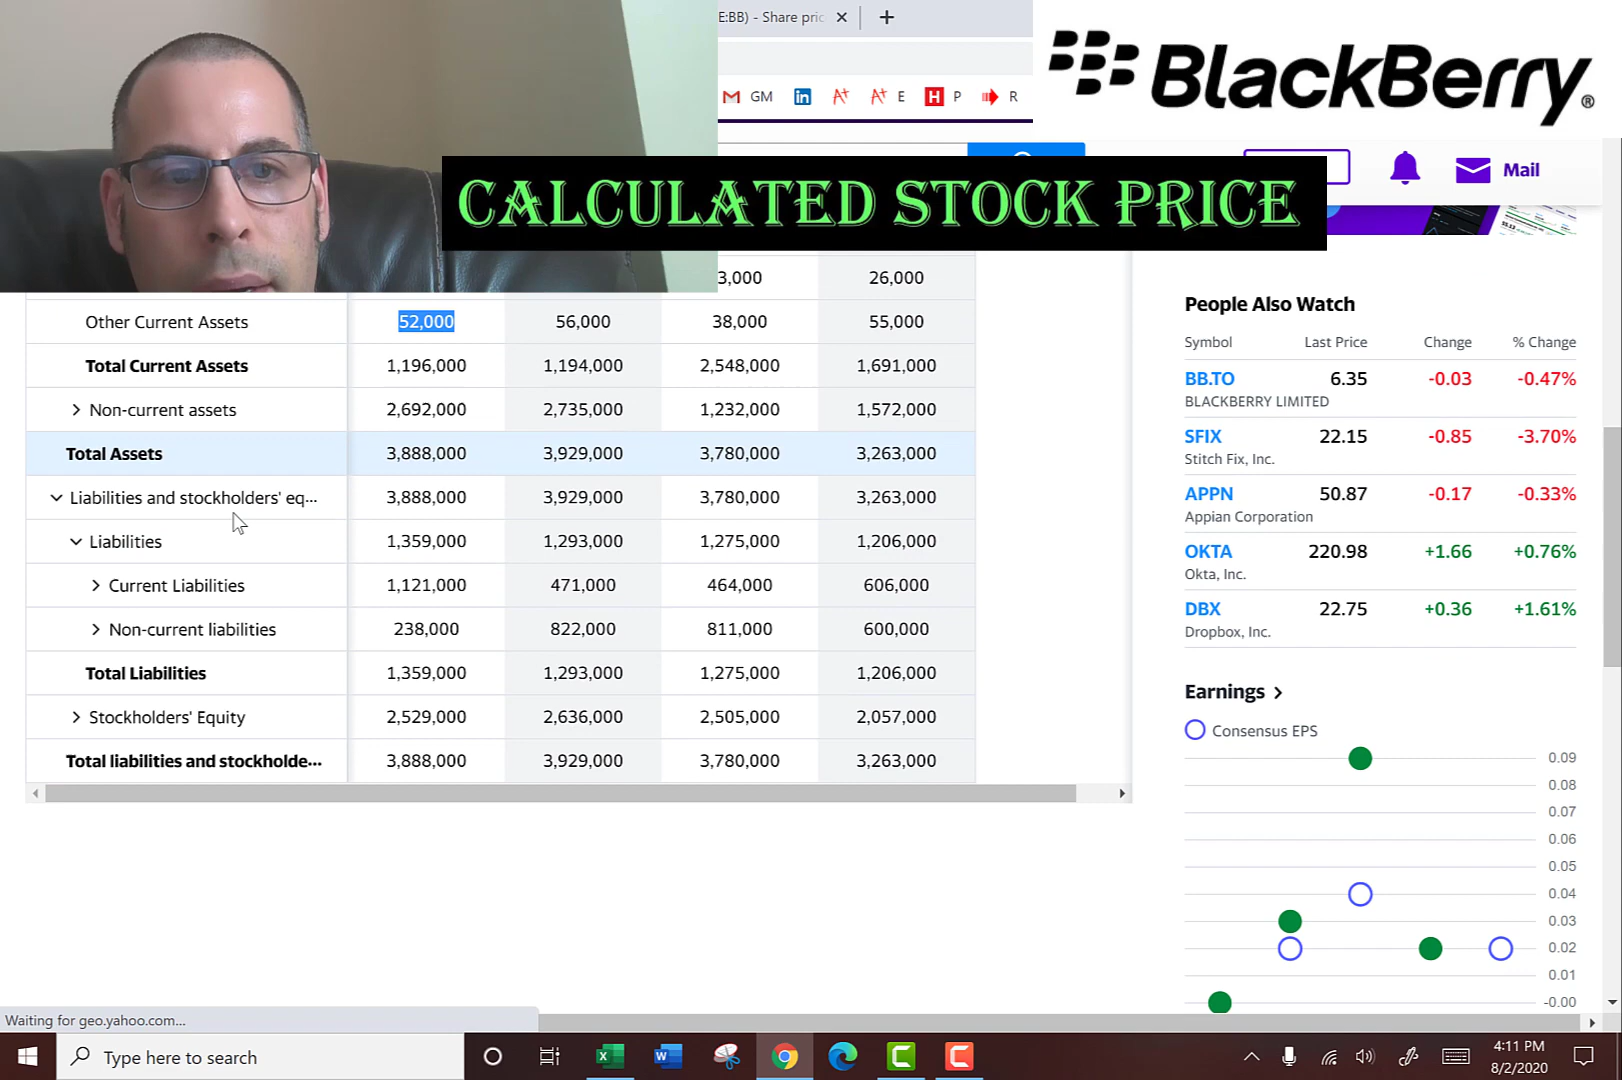 E:BB) - Share pric
GM
E
P
R
BlackBerry®
CALCULATED STOCK PRICE
Mail
3,000 26,000
Other Current Assets 52,000 56,000 38,000 55,000
Total Current Assets 1,196,000 1,194,000 2,548,000 1,691,000
Non-current assets 2,692,000 2,735,000 1,232,000 1,572,000
Total Assets 3,888,000 3,929,000 3,780,000 3,263,000
Liabilities and stockholders' eq... 3,888,000 3,929,000 3,780,000 3,263,000
Liabilities 1,359,000 1,293,000 1,275,000 1,206,000
Current Liabilities 1,121,000 471,000 464,000 606,000
Non-current liabilities 238,000 822,000 811,000 600,000
Total Liabilities 1,359,000 1,293,000 1,275,000 1,206,000
Stockholders' Equity 2,529,000 2,636,000 2,505,000 2,057,000
Total liabilities and stockholde... 3,888,000 3,929,000 3,780,000 3,263,000
People Also Watch
Symbol Last Price Change % Change
BB.TO 6.35 -0.03 -0.47%
BLACKBERRY LIMITED
SFIX 22.15 -0.85 -3.70%
Stitch Fix, Inc.
APPN 50.87 -0.17 -0.33%
Appian Corporation
OKTA 220.98 +1.66 +0.76%
Okta, Inc.
DBX 22.75 +0.36 +1.61%
Dropbox, Inc.
Earnings
Consensus EPS
0.09
0.08
0.07
0.06
0.05
0.04
0.03
0.02
0.01
-0.00
Waiting for geo.yahoo.com...
Type here to search
4:11 PM
8/2/2020